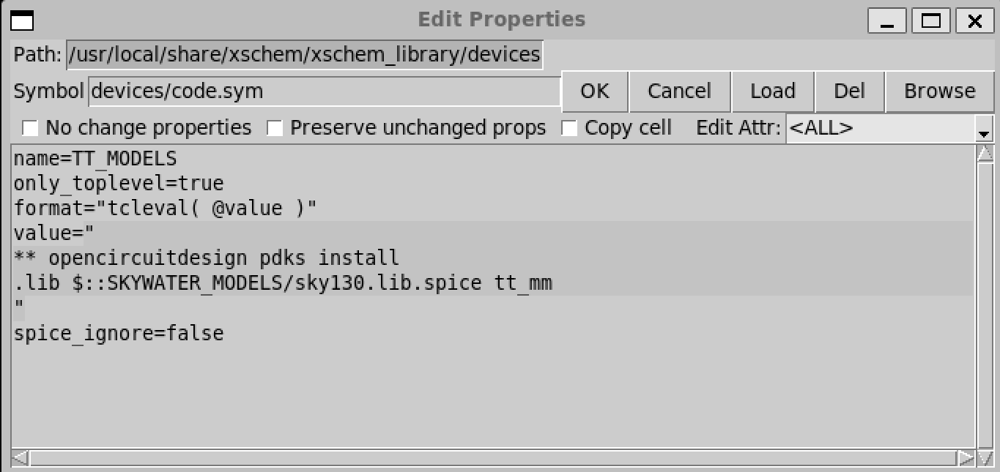 Edit Properties
Path: /usr/local/share/xschem/xschem_library/devices
Symbol devices/code.sym OK Cancel Load Del Browse
No change properties Preserve unchanged props Copy cell Edit Attr: <ALL>
name=TT_MODELS
only_toplevel=true
format="tcleval( @value )"
value="
** opencircuitdesign pdks install
.lib $::SKYWATER_MODELS/sky130.lib.spice tt_mm
"
spice_ignore=false